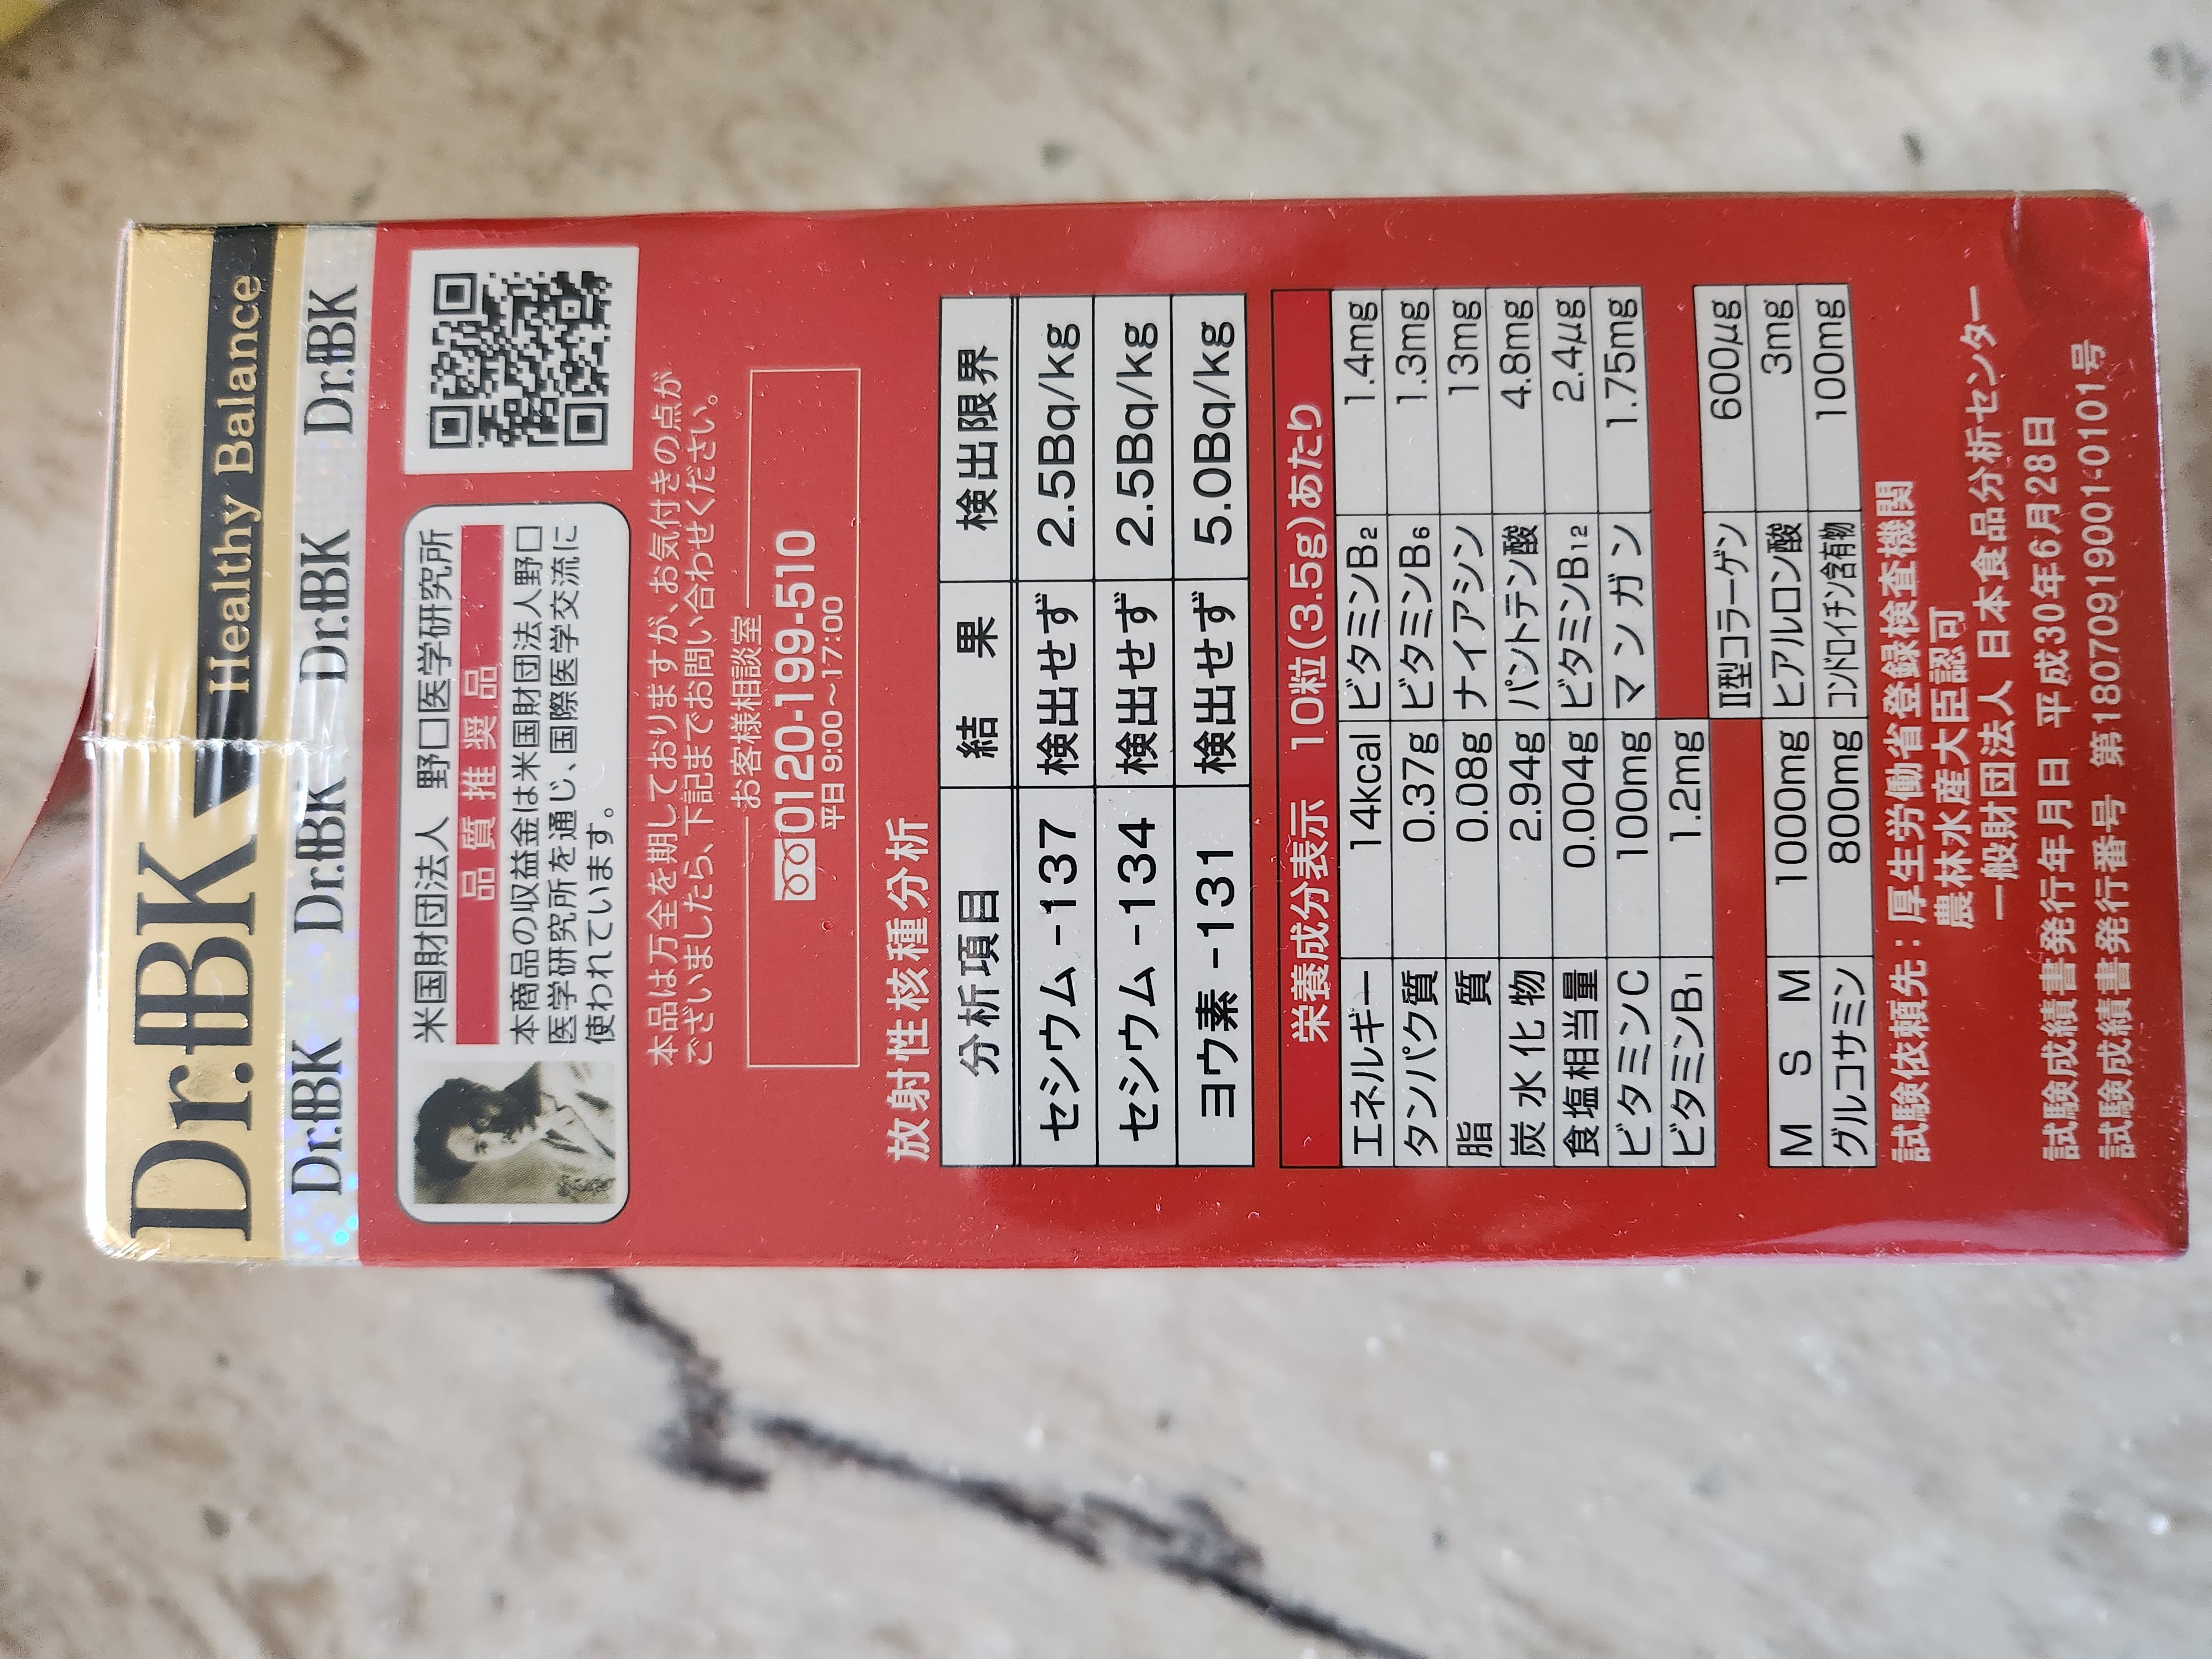 Dr.BK Healthy Balance
Dr.BK Dr.BK Dr.BK Dr.BK
米国財団法人 野口医学研究所
品質推奨品
本商品の収益金は米国財団法人野口
医学研究所を通じ、国際医学交流に
使われています。
本品は万全を期しておりますが、お気付きの点が
ございましたら、下記までお問い合わせください。
お客様相談室
0120-199-510
平日 9:00~17:00
放射性核種分析
分析項目 結果 検出限界
セシウム-137 検出せず 2.5Bq/kg
セシウム-134 検出せず 2.5Bq/kg
ヨウ素-131 検出せず 5.0Bq/kg
栄養成分表示 10粒(3.5g)あたり
エネルギー 14kcal ビタミンB₂ 1.4mg
タンパク質 0.37g ビタミンB₆ 1.3mg
脂質 0.08g ナイアシン 13mg
炭水化物 2.94g パントテン酸 4.8mg
食塩相当量 0.004g ビタミンB₁₂ 2.4μg
ビタミンC 100mg マンガン 1.75mg
ビタミンB₁ 1.2mg
II型コラーゲン 600μg
MSM 1000mg ヒアルロン酸 3mg
グルコサミン 800mg コンドロイチン含有物 100mg
試験依頼先：厚生労働省登録検査機関
農林水産大臣認可
一般財団法人 日本食品分析センター
試験成績書発行年月日 平成30年6月28日
試験成績書発行番号 第18070919001-0101号